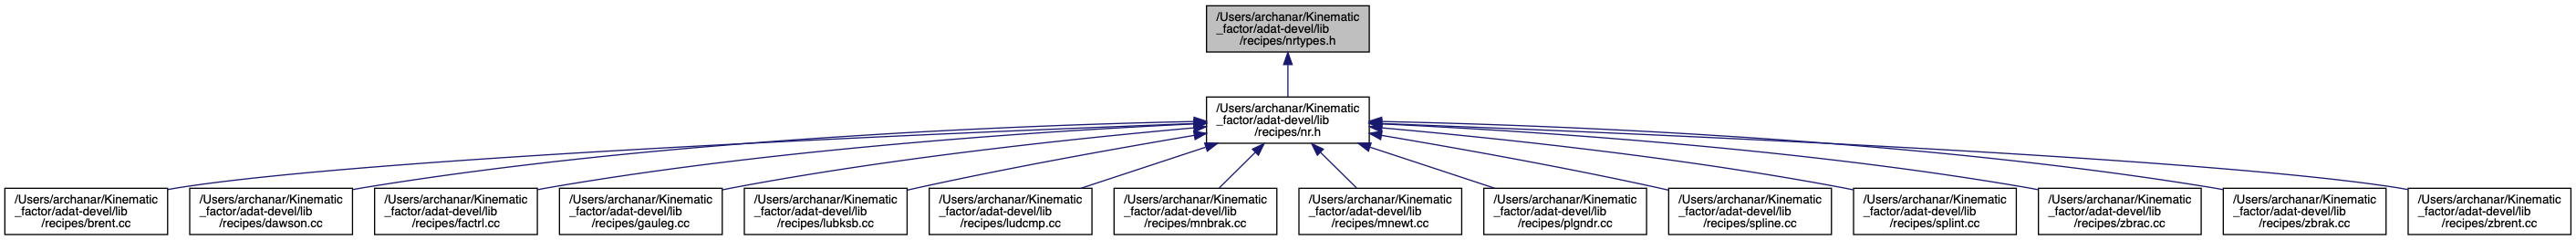 /Users/archanar/Kinematic
_factor/adat-devel/lib
/recipes/nrtypes.h
/Users/archanar/Kinematic
_factor/adat-devel/lib
/recipes/nr.h
/Users/archanar/Kinematic
_factor/adat-devel/lib
/recipes/brent.cc
/Users/archanar/Kinematic
_factor/adat-devel/lib
/recipes/dawson.cc
/Users/archanar/Kinematic
_factor/adat-devel/lib
/recipes/factrl.cc
/Users/archanar/Kinematic
_factor/adat-devel/lib
/recipes/gauleg.cc
/Users/archanar/Kinematic
_factor/adat-devel/lib
/recipes/lubksb.cc
/Users/archanar/Kinematic
_factor/adat-devel/lib
/recipes/ludcmp.cc
/Users/archanar/Kinematic
_factor/adat-devel/lib
/recipes/mnbrak.cc
/Users/archanar/Kinematic
_factor/adat-devel/lib
/recipes/mnewt.cc
/Users/archanar/Kinematic
_factor/adat-devel/lib
/recipes/plgndr.cc
/Users/archanar/Kinematic
_factor/adat-devel/lib
/recipes/spline.cc
/Users/archanar/Kinematic
_factor/adat-devel/lib
/recipes/splint.cc
/Users/archanar/Kinematic
_factor/adat-devel/lib
/recipes/zbrac.cc
/Users/archanar/Kinematic
_factor/adat-devel/lib
/recipes/zbrak.cc
/Users/archanar/Kinematic
_factor/adat-devel/lib
/recipes/zbrent.cc